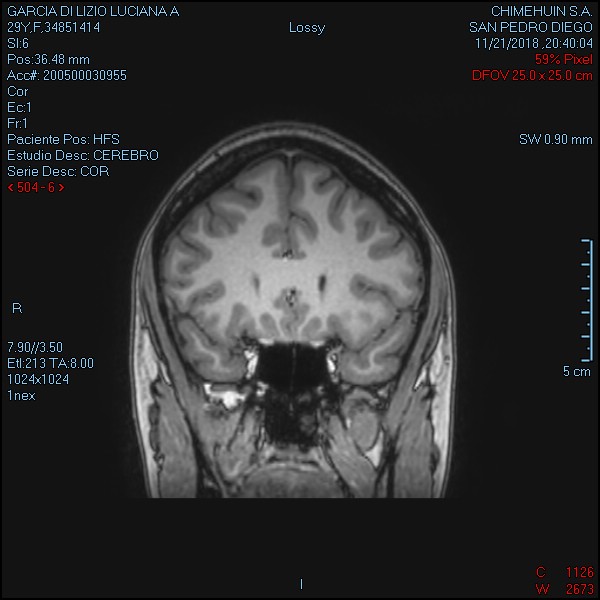 GARCIA DI LIZIO LUCIANA A
29Y,F,34851414
Sl:6
Pos:36.48 mm
Acc#: 200500030955
Cor
Ec:1
Fr:1
Paciente Pos: HFS
Estudio Desc: CEREBRO
Serie Desc: COR
< 504 - 6 >
Lossy
CHIMEHUIN S.A.
SAN PEDRO DIEGO
11/21/2018 ,20:40:04
59% Pixel
DFOV 25.0 x 25.0 cm
SW 0.90 mm
R
7.90//3.50
Etl:213 TA:8.00
1024x1024
1nex
5 cm
I
C 1126
W 2673